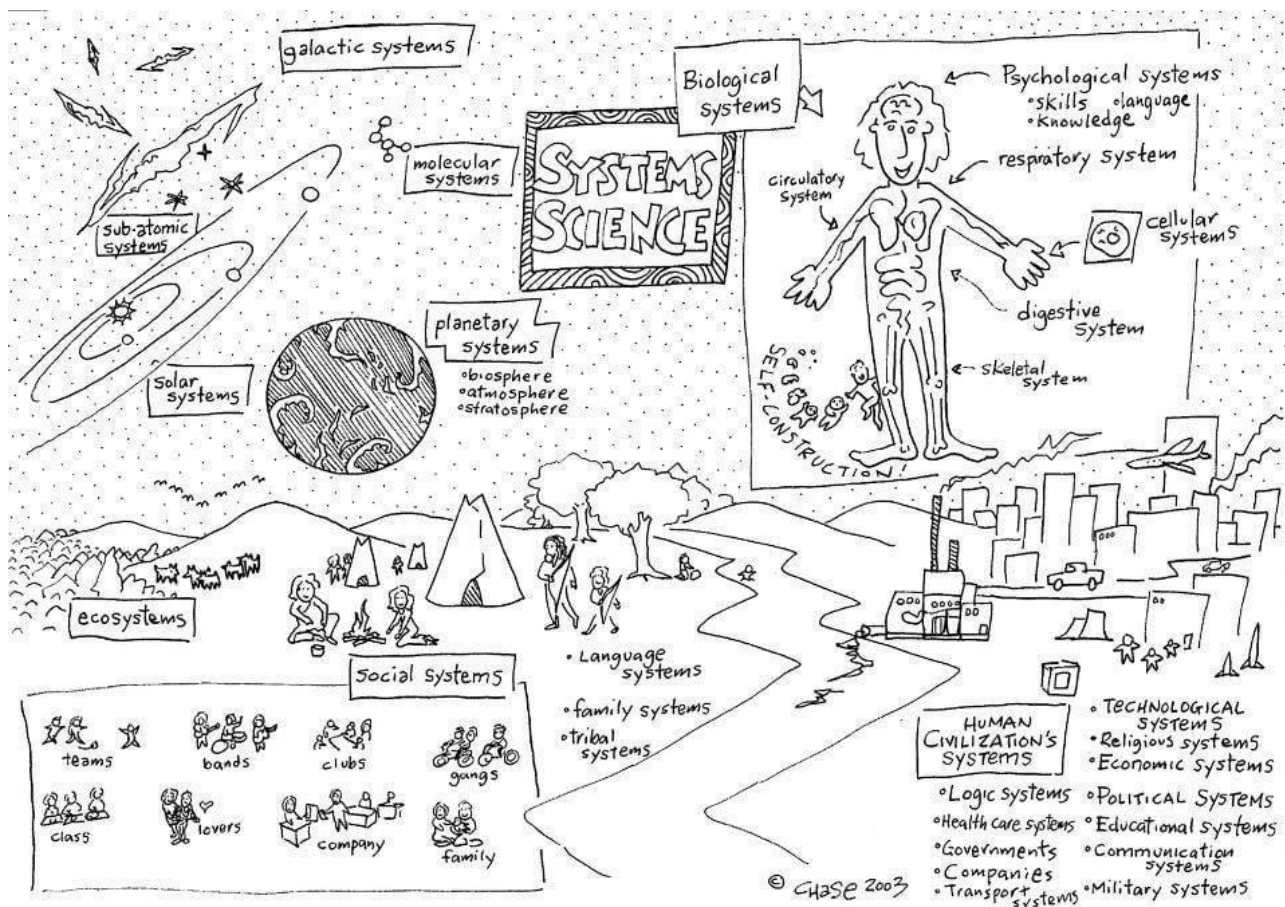 galactic systems
sub-atomic
systems
molecular
systems
solar
systems
planetary
systems
°biosphere
°atmosphere
°stratosphere
SYSTEMS
SCIENCE
Biological
systems
Psychological systems
°skills °language
°knowledge
respratory system
circulatory
system
cellular
systems
digestive
system
skeletal
system
SELF-CONSTRUCTION!
ecosystems
social systems
teams
bands
clubs
gangs
class
lovers
company
family
• Language
systems
• family systems
• tribal
systems
HUMAN
CIVILIZATION'S
SYSTEMS
• Logic systems
• Health care systems
• Governments
• Companies
• Transport
systems
• TECHNOLOGICAL
SYSTEMS
• Religious systems
• Economic systems
• POLITICAL SYSTEMS
• Educational systems
• Communication
systems
• Military systems
© CHASE 2003